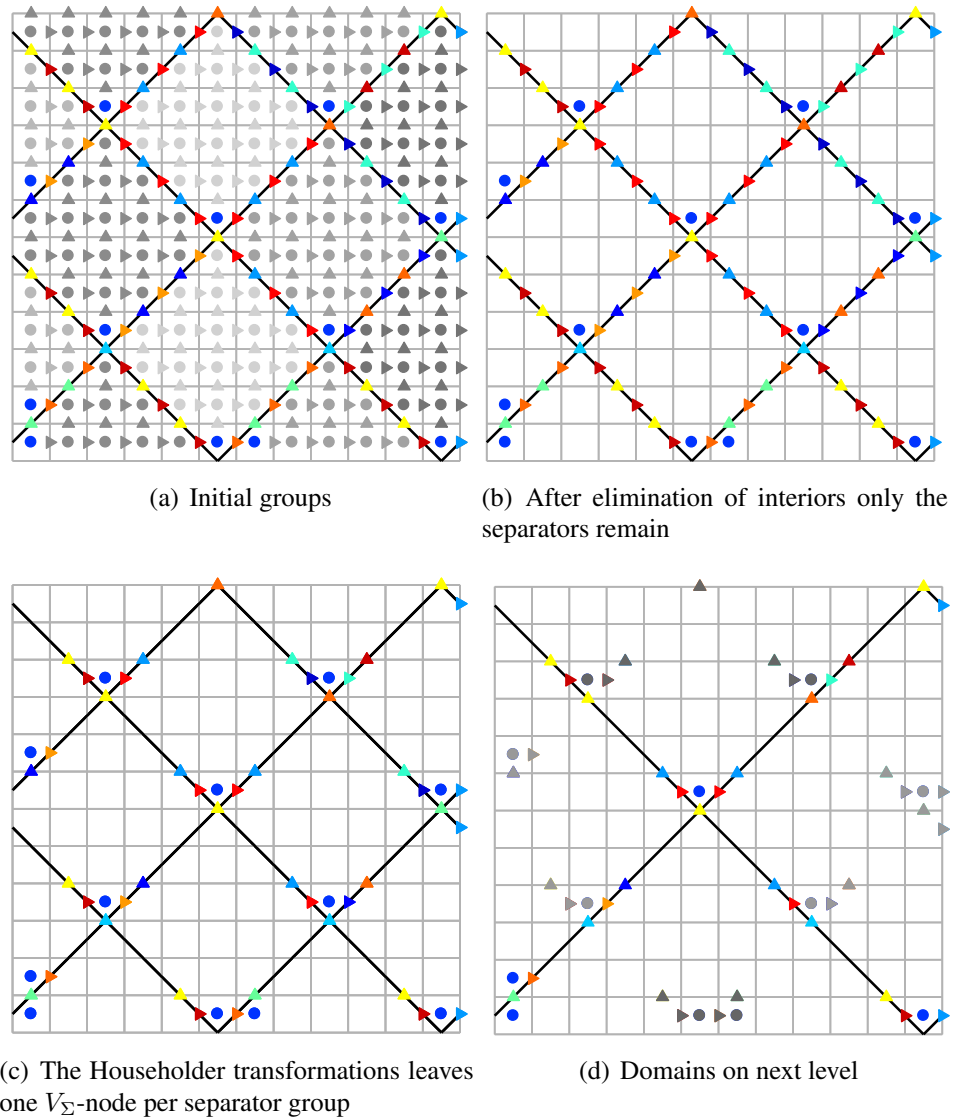 (a) Initial groups
(b) After elimination of interiors only the
separators remain
(c) The Householder transformations leaves
one V_Σ-node per separator group
(d) Domains on next level